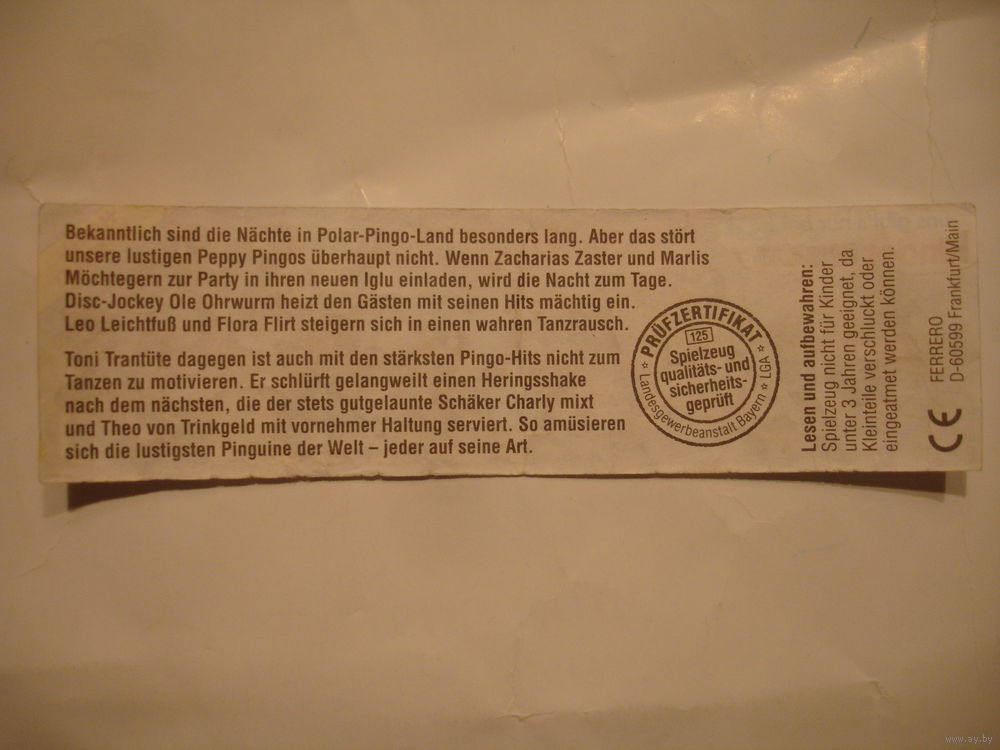 Bekanntlich sind die Nächte in Polar-Pingo-Land besonders lang. Aber das stört
unsere lustigen Peppy Pingos überhaupt nicht. Wenn Zacharias Zaster und Marlis
Möchtegern zur Party in ihren neuen Iglu einladen, wird die Nacht zum Tage.
Disc-Jockey Ole Ohrwurm heizt den Gästen mit seinen Hits mächtig ein.
Leo Leichtfuß und Flora Flirt steigern sich in einen wahren Tanzrausch.
Toni Trantüte dagegen ist auch mit den stärksten Pingo-Hits nicht zum
Tanzen zu motivieren. Er schlürft gelangweilt einen Heringsshake
nach dem nächsten, die der stets gutgelaunte Schäker Charly mixt
und Theo von Trinkgeld mit vornehmer Haltung serviert. So amüsieren
sich die lustigsten Pinguine der Welt – jeder auf seine Art.
PRÜFZERTIFIKAT
125
Spielzeug
qualitäts- und
sicherheits-
geprüft
Landesgewerbeanstalt Bayern
LGA
Lesen und aufbewahren:
Spielzeug nicht für Kinder
unter 3 Jahren geeignet, da
Kleinteile verschluckt oder
eingeatmet werden können.
CE
FERRERO
D-60599 Frankfurt/Main
www.ay.by